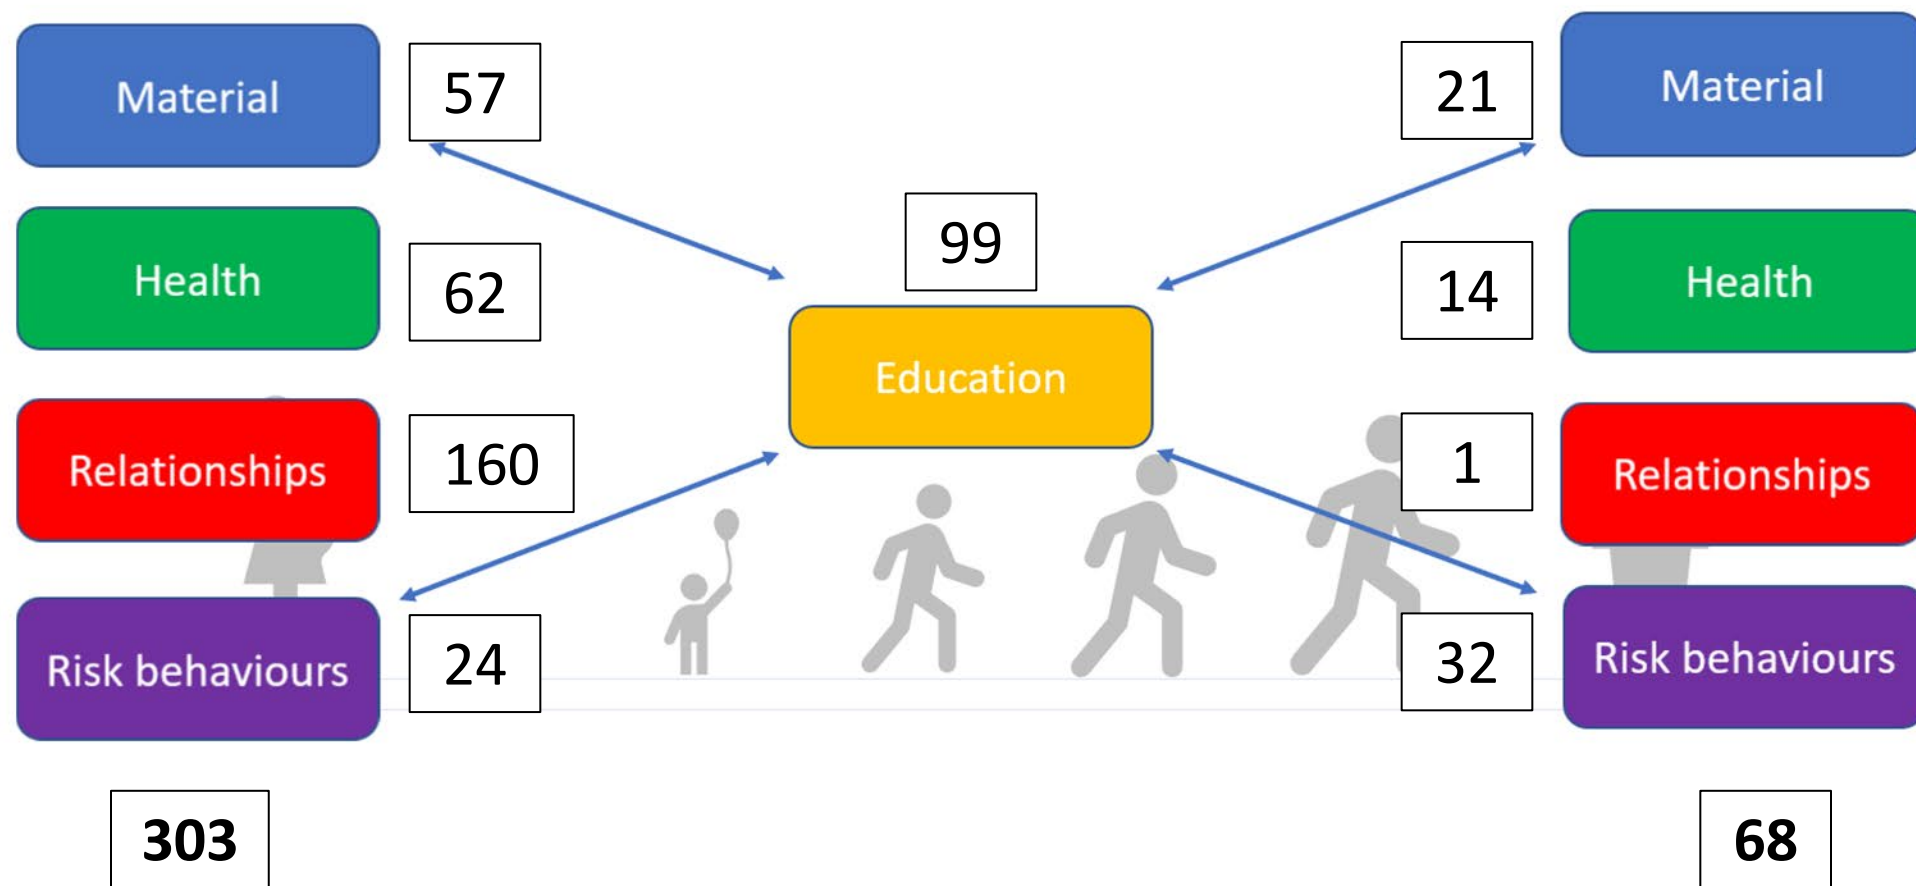 Material
57
Health
62
Relationships
160
Risk behaviours
24
303
99
Education
21
Material
14
Health
1
Relationships
32
Risk behaviours
68